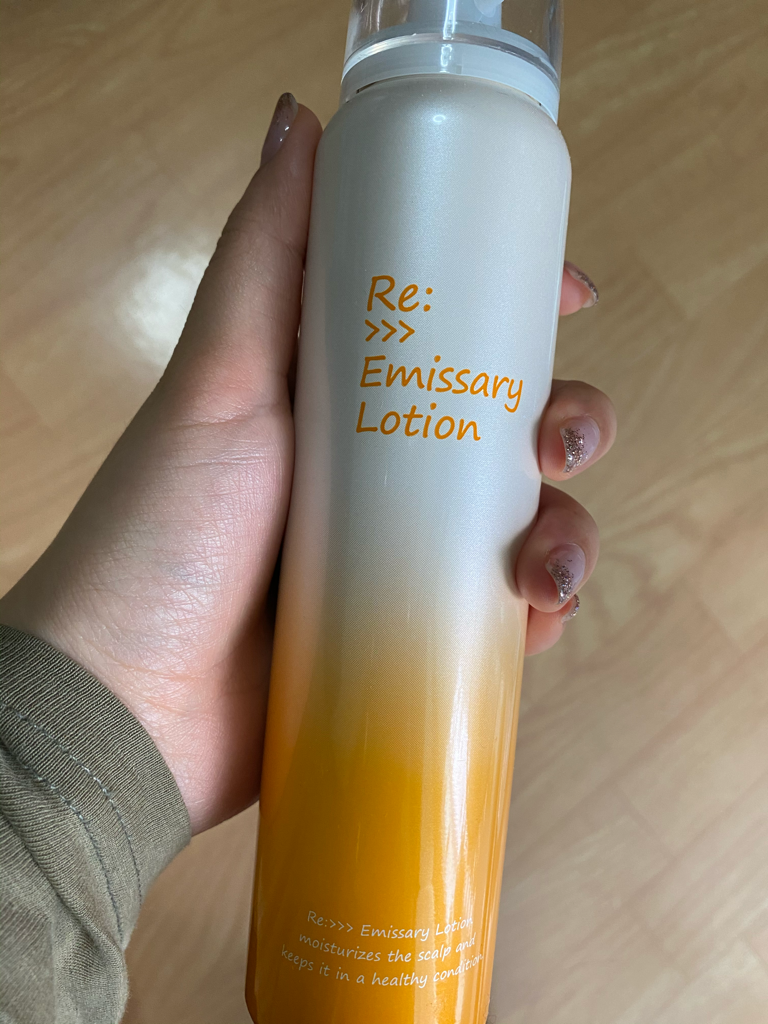 Re:
>>>
Emissary
Lotion
Re:>>> Emissary Lotion
moisturizes the scalp and
keeps it in a healthy condition.